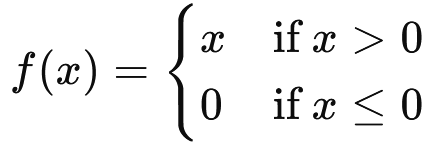 f(x) = { x if x > 0
0 if x ≤ 0